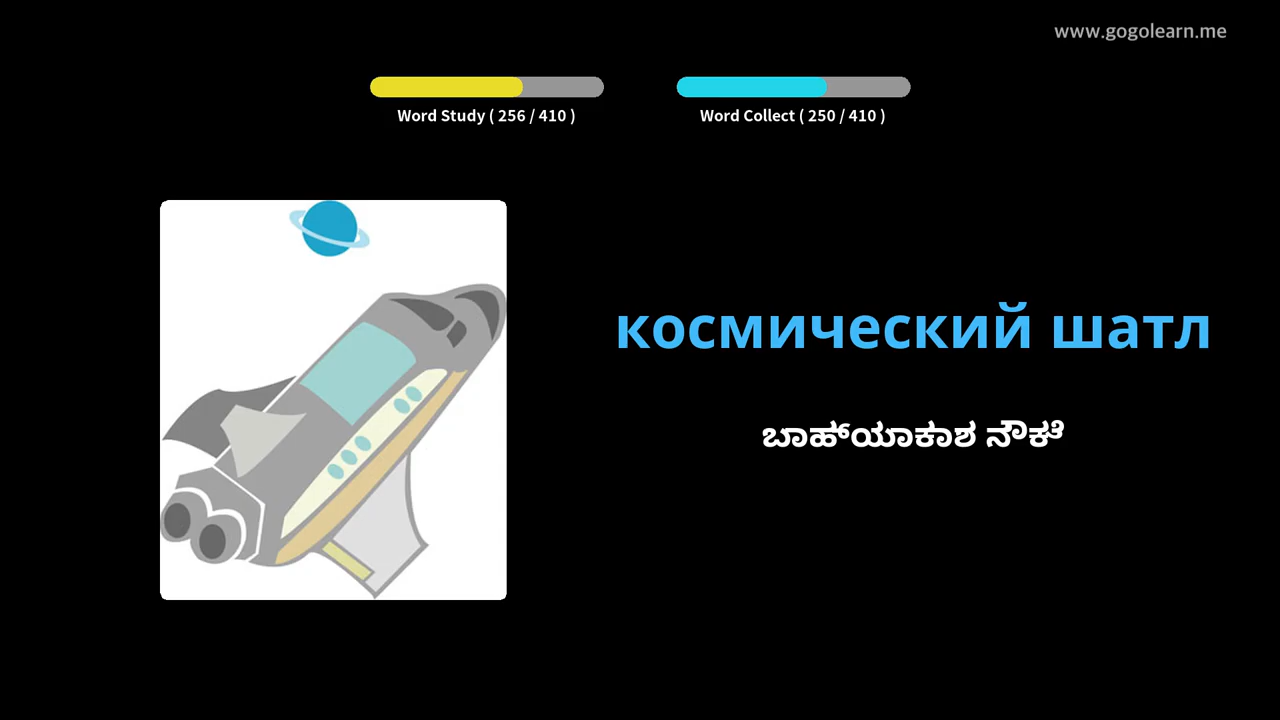 www.gogolearn.me
Word Study ( 256 / 410 )
Word Collect ( 250 / 410 )
космический шатл
ಬಾಹ್‌ಯಾಕಾಶ ನೌಕೆ